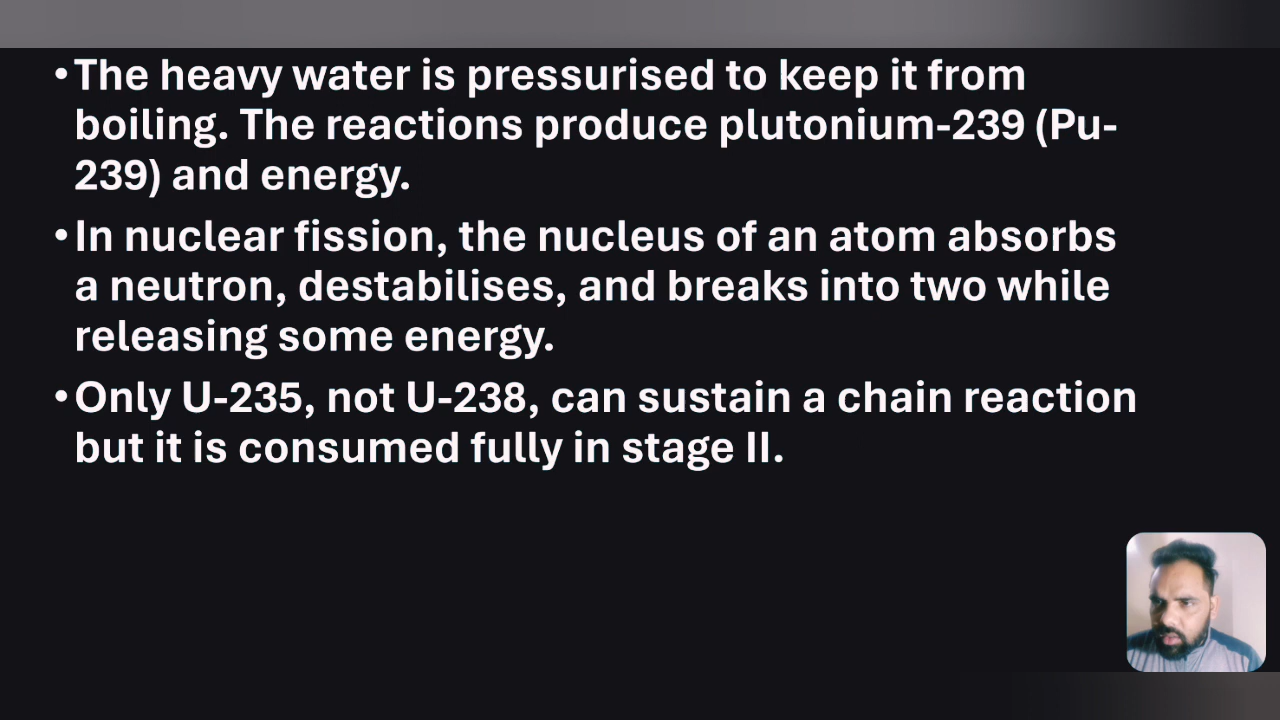 •The heavy water is pressurised to keep it from
boiling. The reactions produce plutonium-239 (Pu-
239) and energy.
•In nuclear fission, the nucleus of an atom absorbs
a neutron, destabilises, and breaks into two while
releasing some energy.
•Only U-235, not U-238, can sustain a chain reaction
but it is consumed fully in stage II.